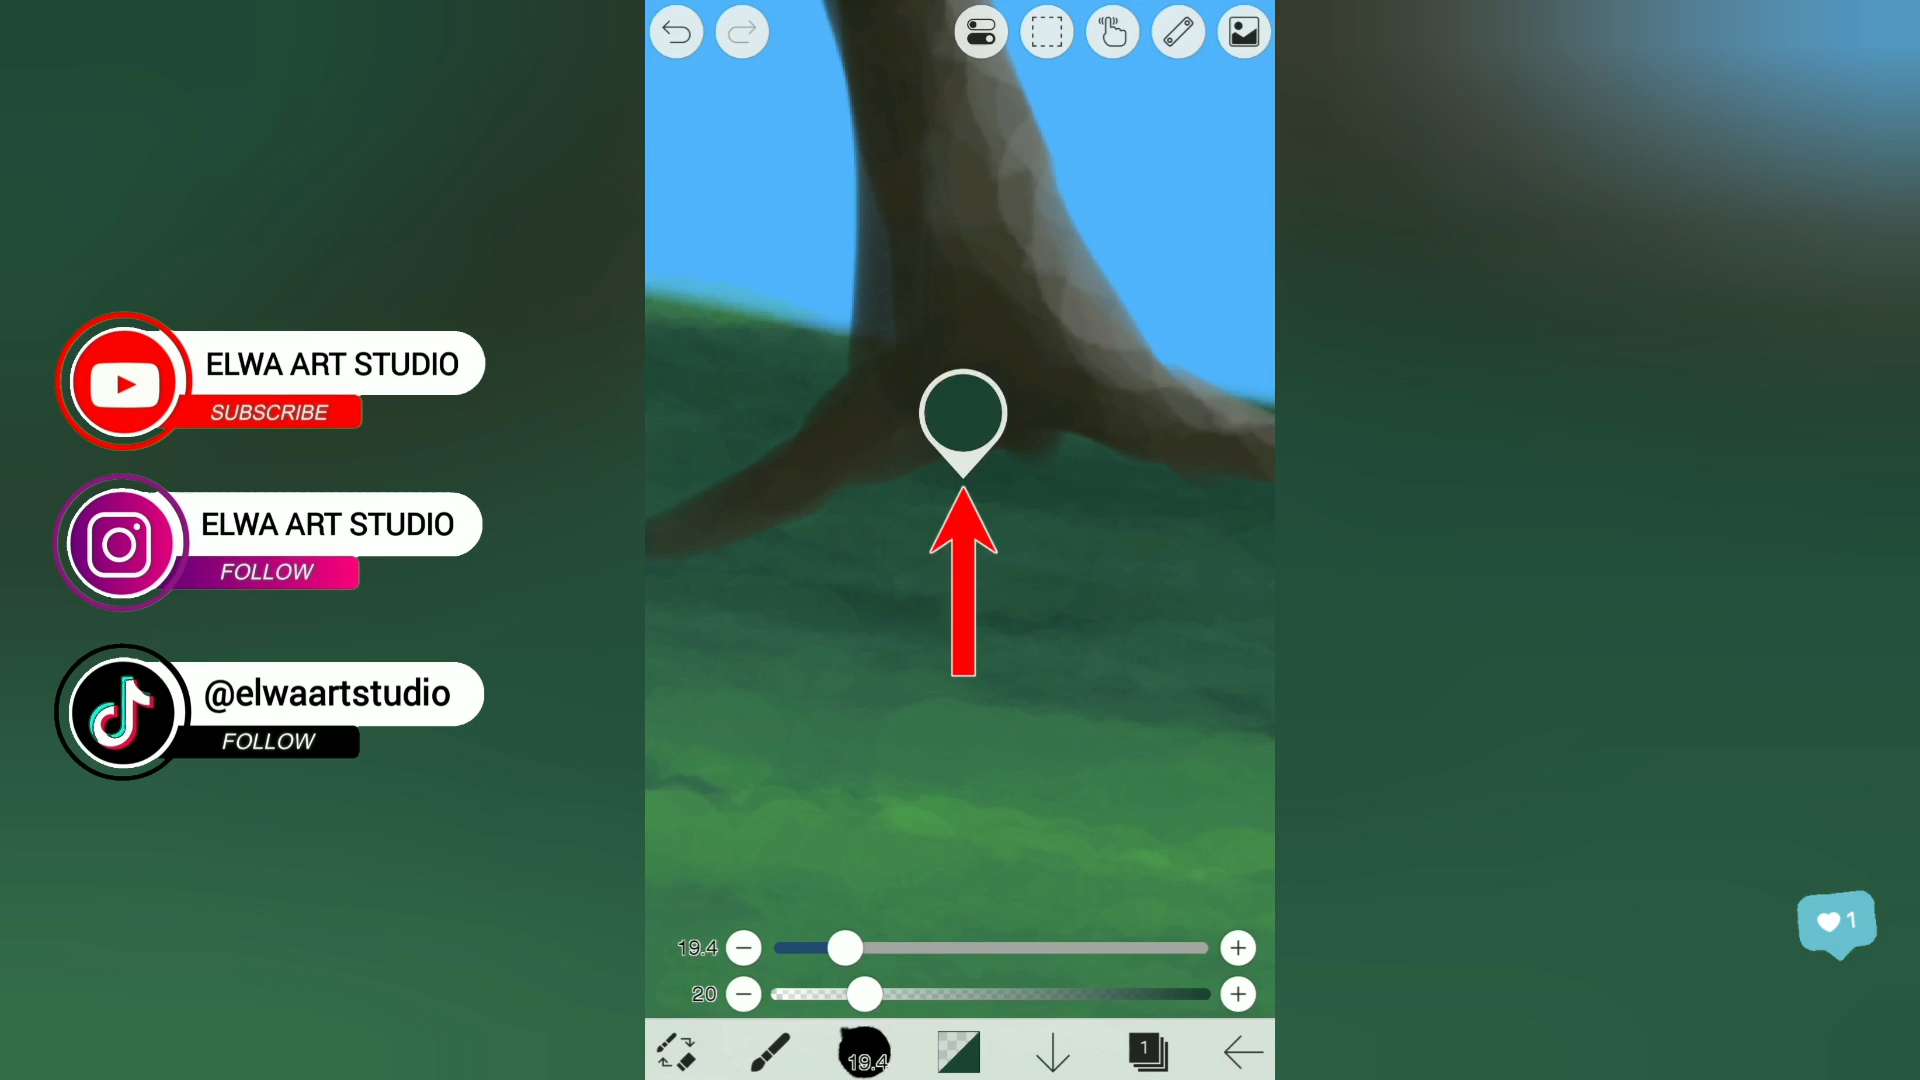 ELWA ART STUDIO
SUBSCRIBE
ELWA ART STUDIO
FOLLOW
@elwaartstudio
FOLLOW
1
19.4
20
19.4
1